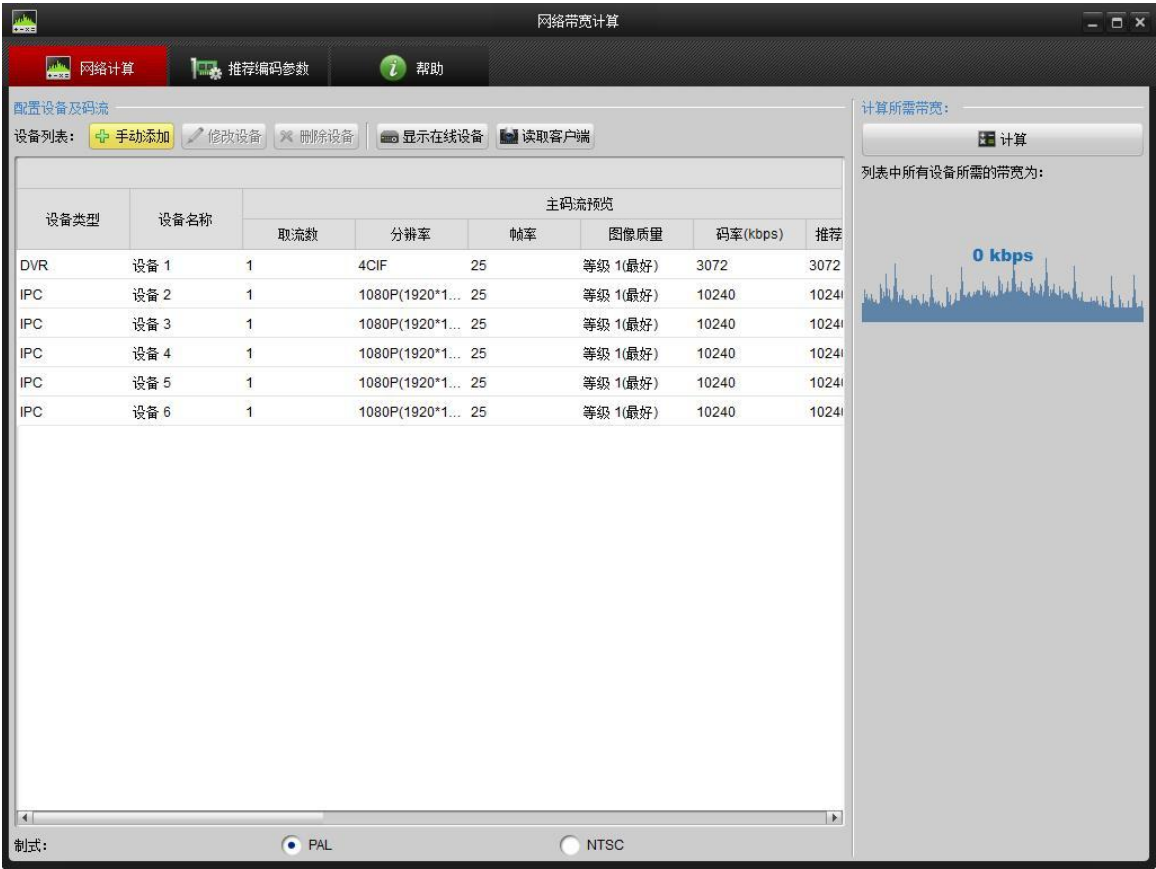 网络带宽计算
网络计算 推荐编码参数 帮助
配置设备及码流 计算所需带宽：
设备列表： 手动添加 修改设备 删除设备 显示在线设备 读取客户端 计算
列表中所有设备所需的带宽为：
主码流预览
设备类型 设备名称 取流数 分辨率 帧率 图像质量 码率(kbps) 推荐
DVR 设备 1 1 4CIF 25 等级 1(最好) 3072 3072
0 kbps
IPC 设备 2 1 1080P(1920*1... 25 等级 1(最好) 10240 10240
IPC 设备 3 1 1080P(1920*1... 25 等级 1(最好) 10240 10240
IPC 设备 4 1 1080P(1920*1... 25 等级 1(最好) 10240 10240
IPC 设备 5 1 1080P(1920*1... 25 等级 1(最好) 10240 10240
IPC 设备 6 1 1080P(1920*1... 25 等级 1(最好) 10240 10240
制式： PAL NTSC